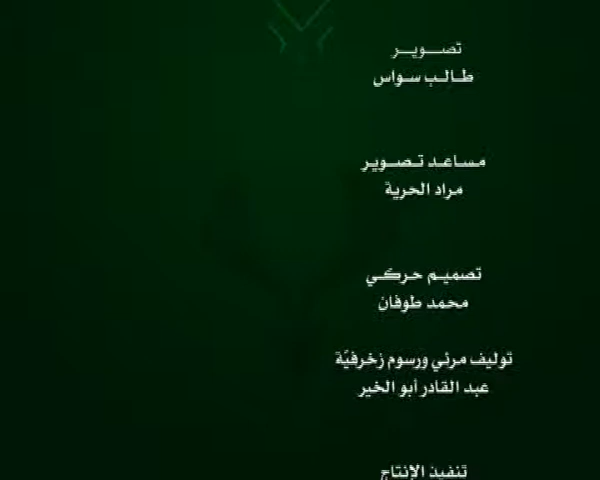 تصويـر
طالب سواس
مساعد تصوير
مراد الحرية
تصميم حركي
محمد طوفان
توليف مرئي ورسوم زخرفيّة
عبد القادر أبو الخير
تنفيذ الإنتاج